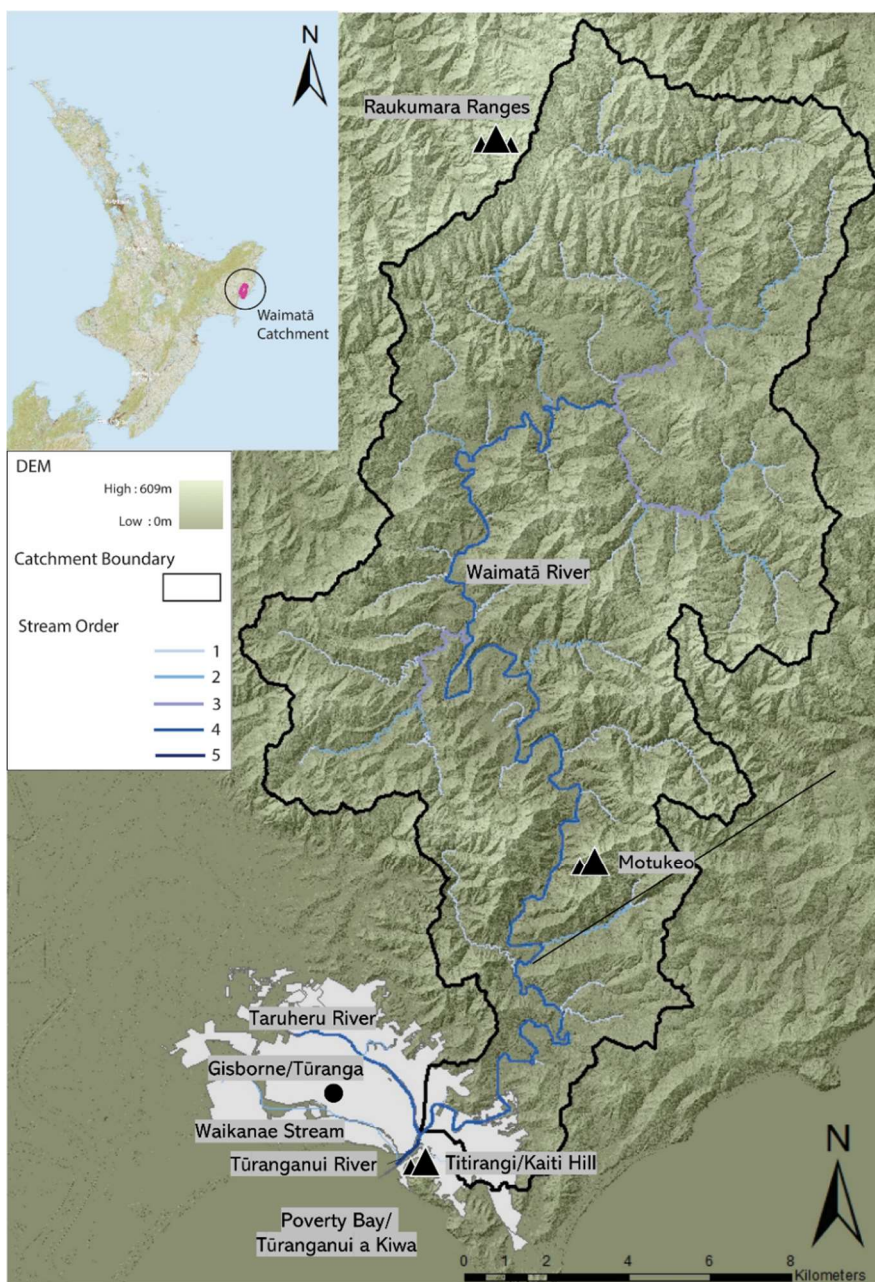 N
Raukumara Ranges
Waimatā
Catchment
DEM
High : 609m
Low : 0m
Catchment Boundary
Stream Order
1
2
3
4
5
Waimatā River
Motukeo
Taruheru River
Gisborne/Tūranga
Waikanae Stream
Tūranganui River
Titirangi/Kaiti Hill
Poverty Bay/
Tūranganui a Kiwa
N
0 2 4 6 8
Kilometers